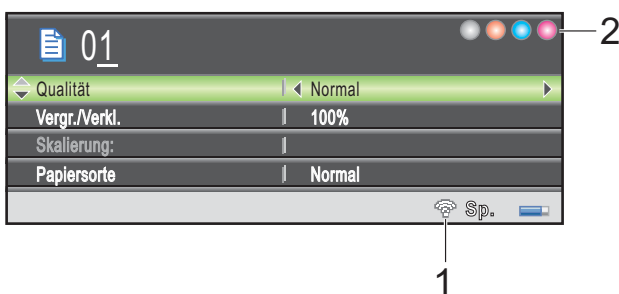 01
2
Qualität Normal
Vergr./Verkl. 100%
Skalierung:
Papiersorte Normal
Sp.
1